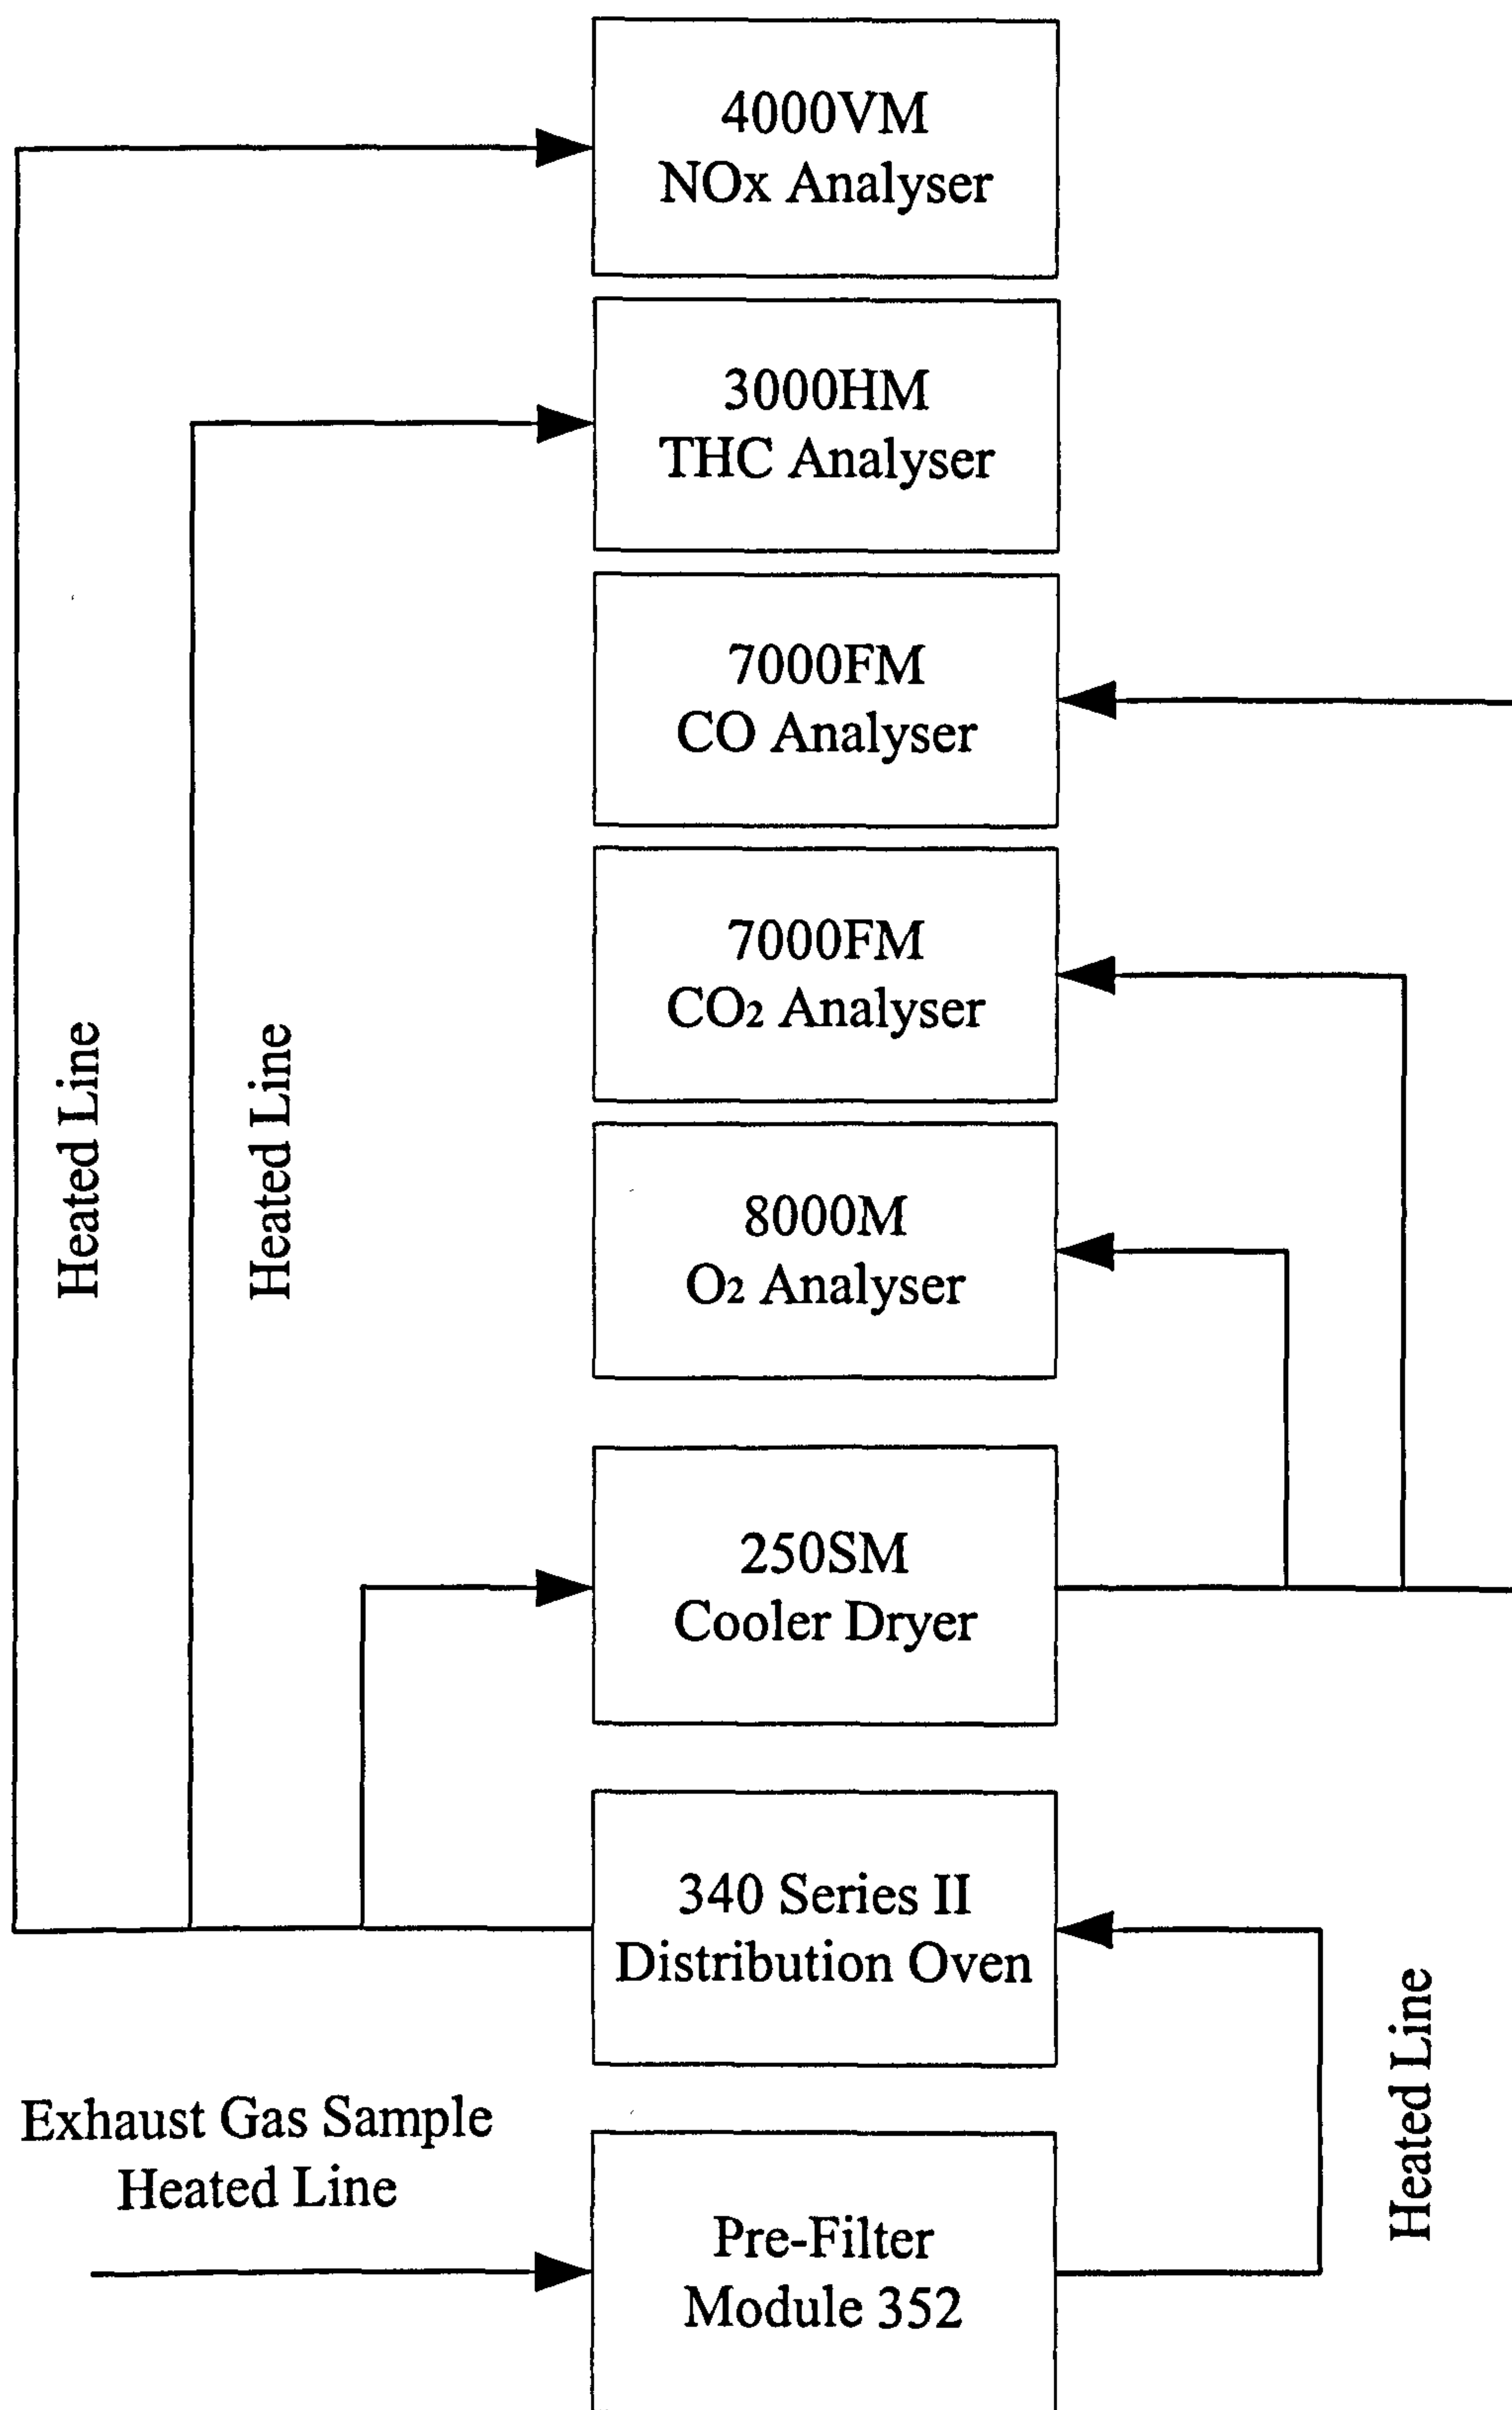 4000VM
NOx Analyser
3000HM
THC Analyser
7000FM
CO Analyser
7000FM
CO2 Analyser
8000M
O2 Analyser
250SM
Cooler Dryer
340 Series II
Distribution Oven
Pre-Filter
Module 352
Heated Line
Heated Line
Exhaust Gas Sample
Heated Line
Heated Line